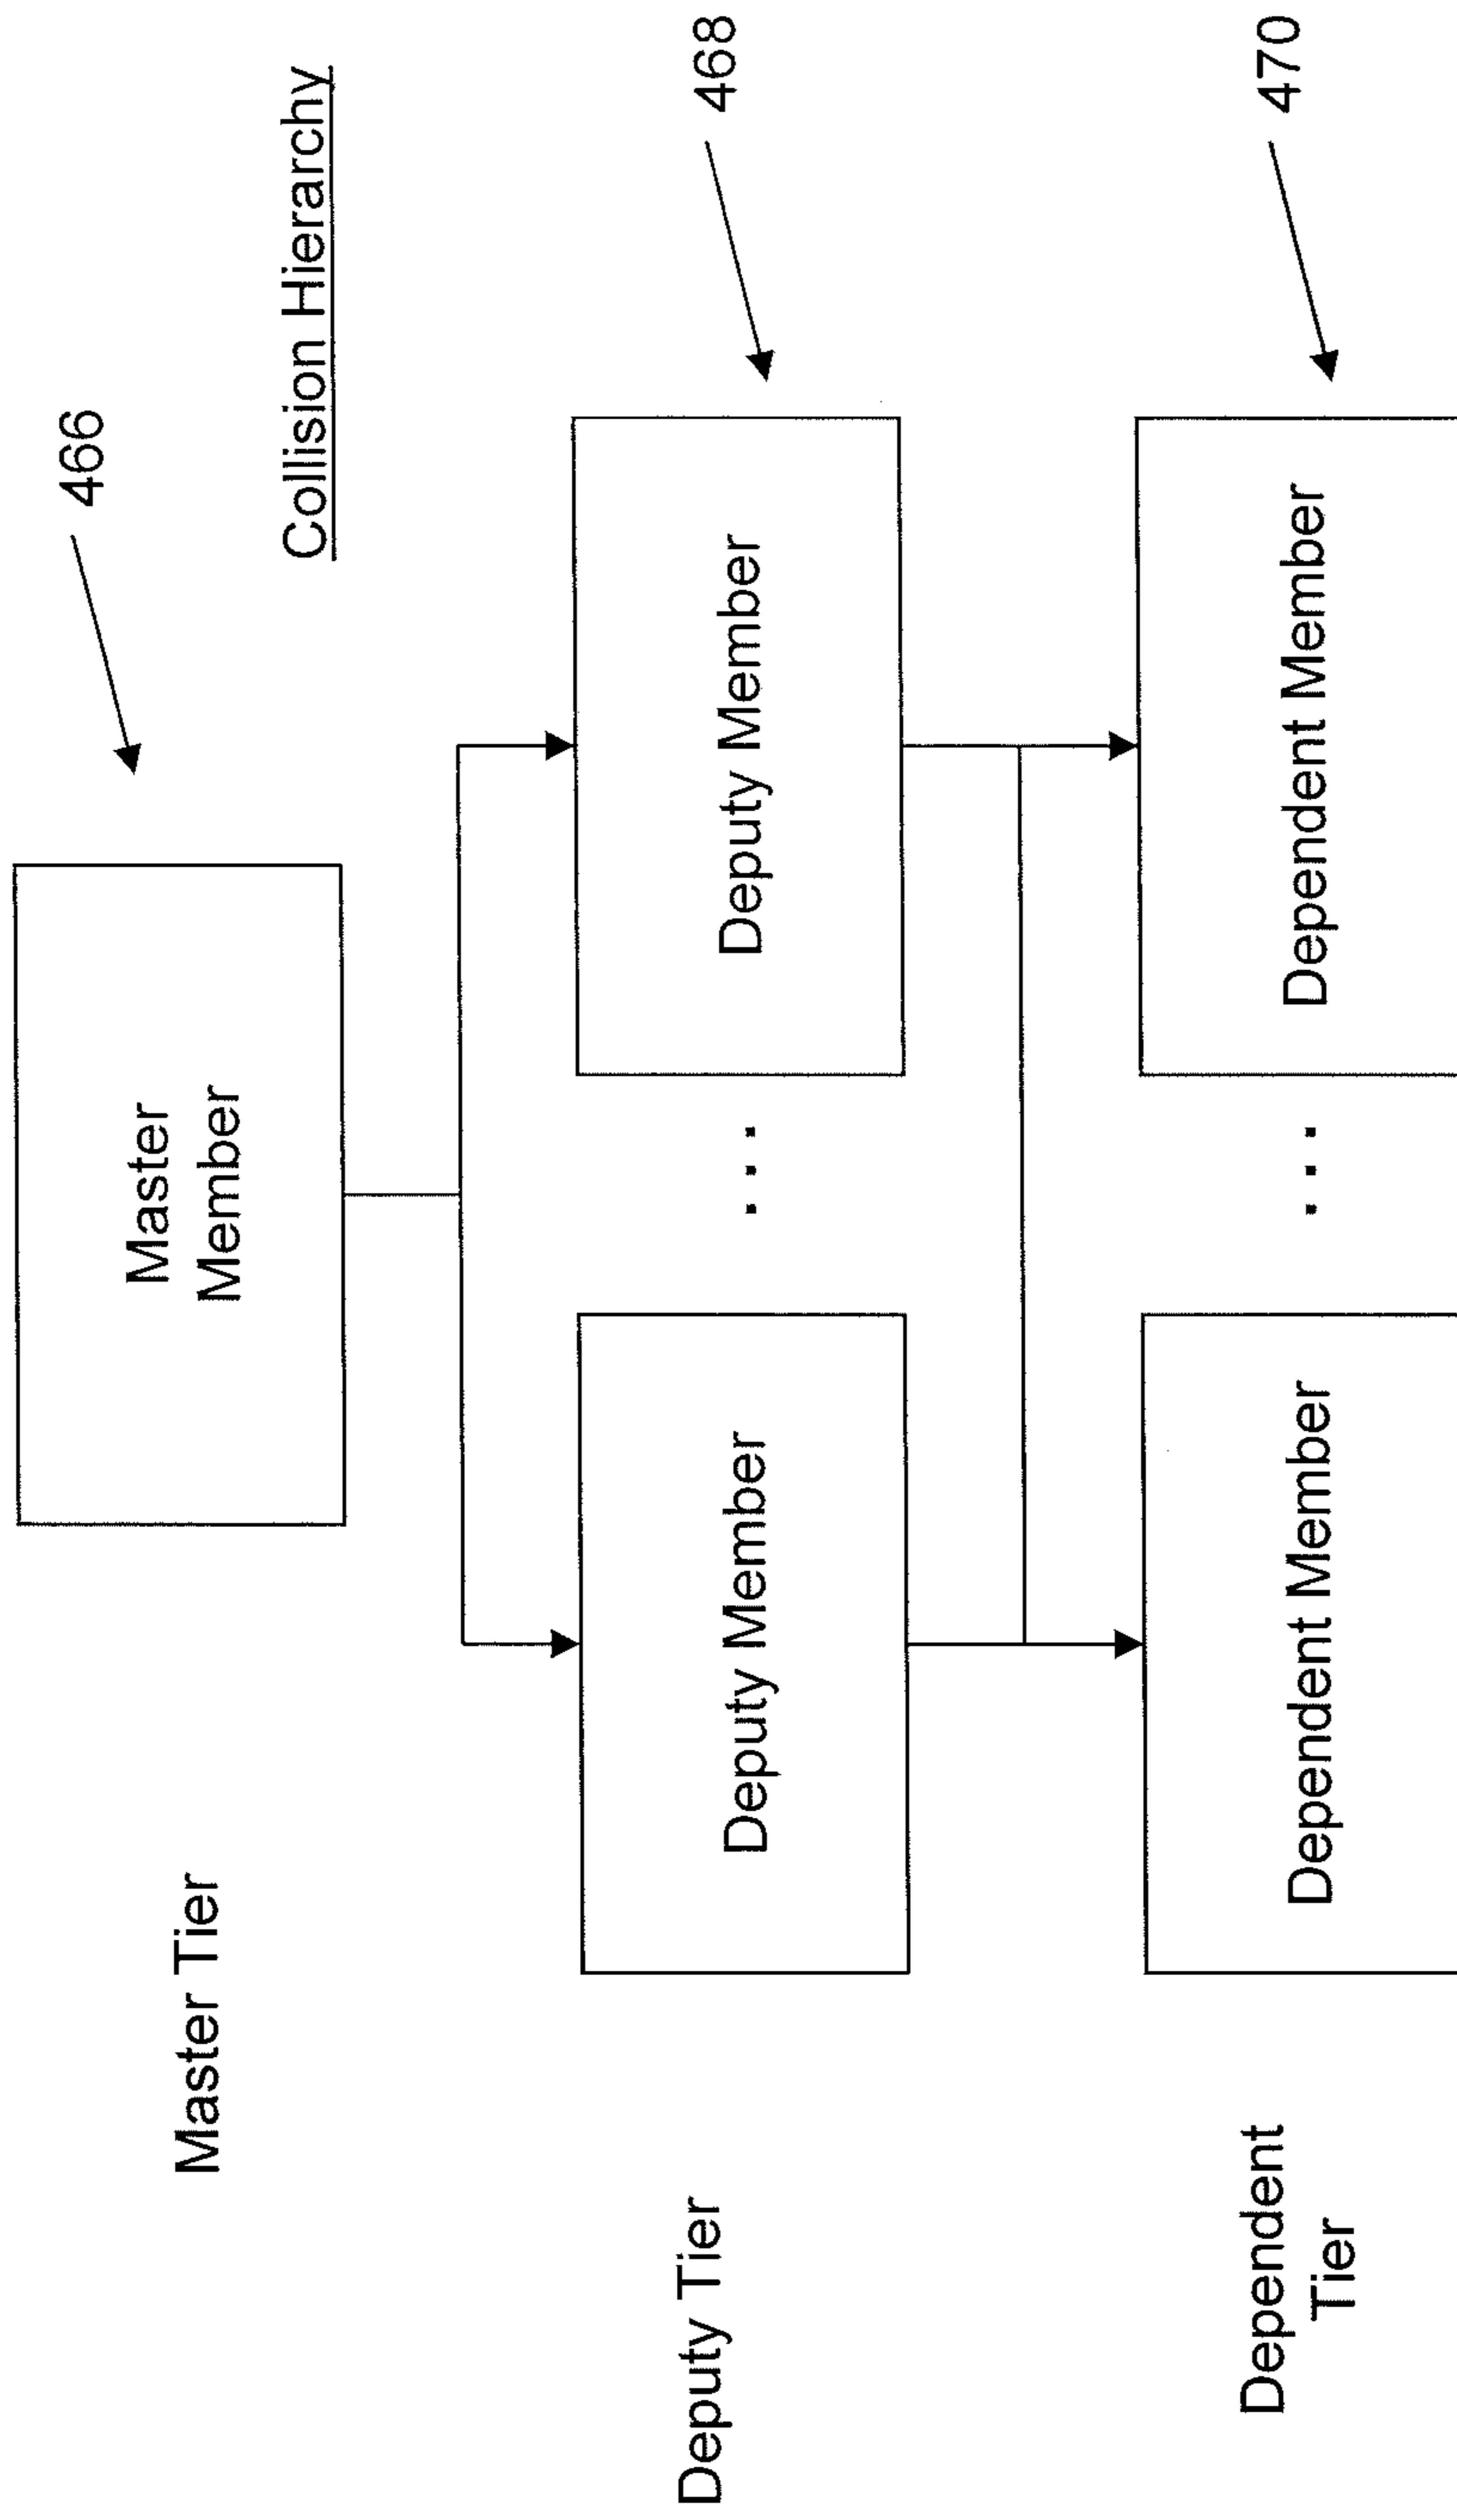 466
Master Tier
Master
Member
Collision Hierarchy
468
Deputy Tier
Deputy Member
. . .
Deputy Member
470
Dependent
Tier
Dependent Member
. . .
Dependent Member